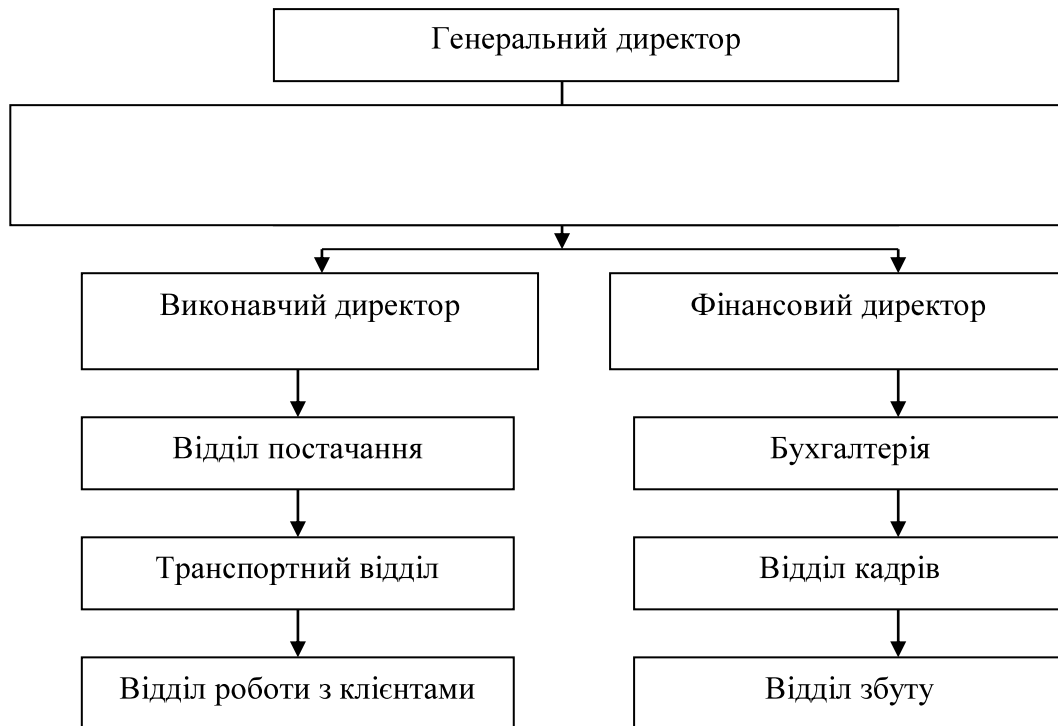 Генеральний директор
Виконавчий директор
Фінансовий директор
Відділ постачання
Бухгалтерія
Транспортний відділ
Відділ кадрів
Відділ роботи з клієнтами
Відділ збуту